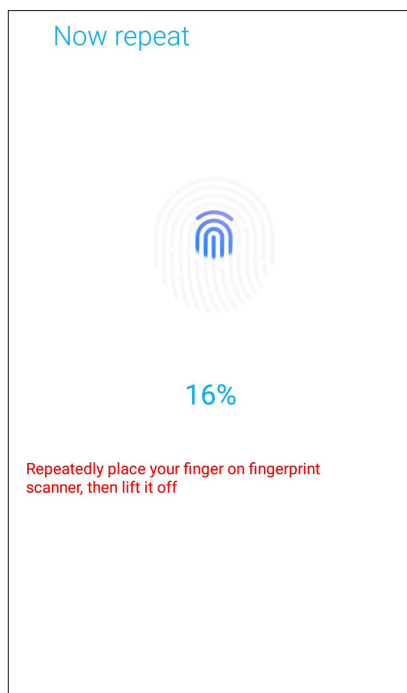 Now repeat
16%
Repeatedly place your finger on fingerprint
scanner, then lift it off